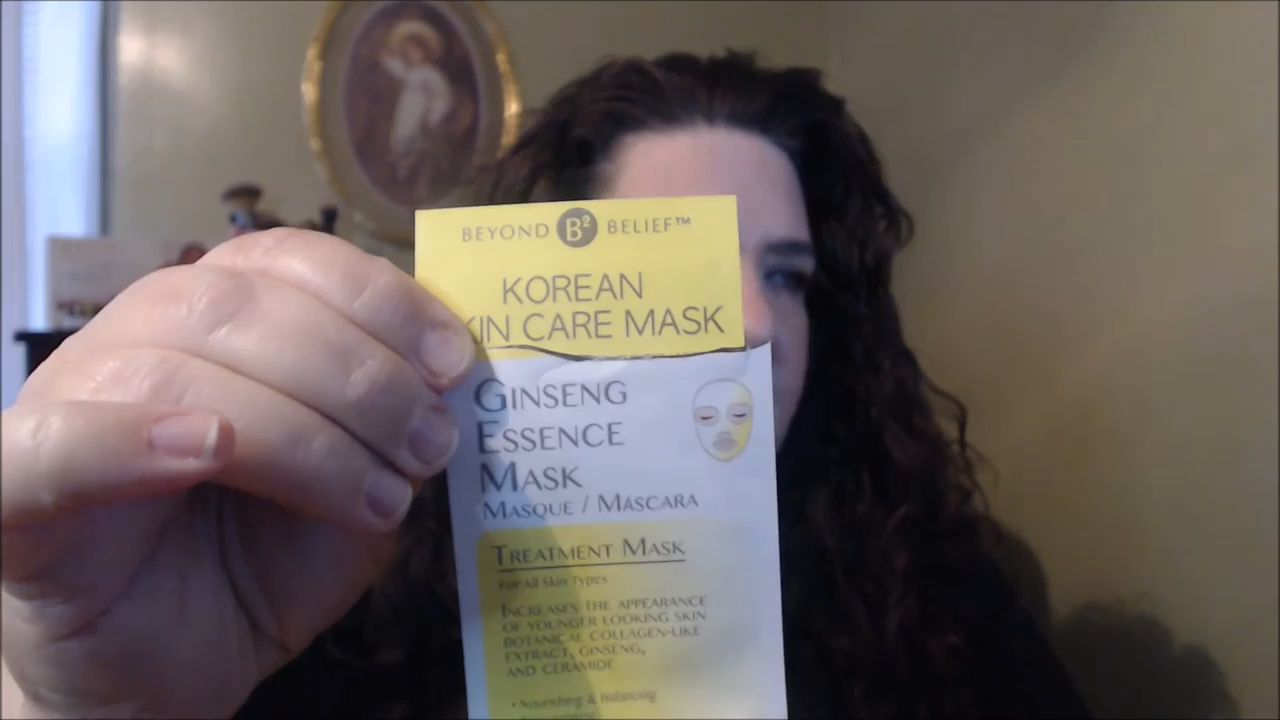 BEYOND B² BELIEF™
KOREAN
KIN CARE MASK
GINSENG
ESSENCE
MASK
MASQUE / MÁSCARA
TREATMENT MASK
For All Skin Types
INCREASES THE APPEARANCE
OF YOUNGER LOOKING SKIN
BOTANICAL COLLAGEN-LIKE
EXTRACT, GINSENG,
AND CERAMIDE
• Nourishing & Balancing